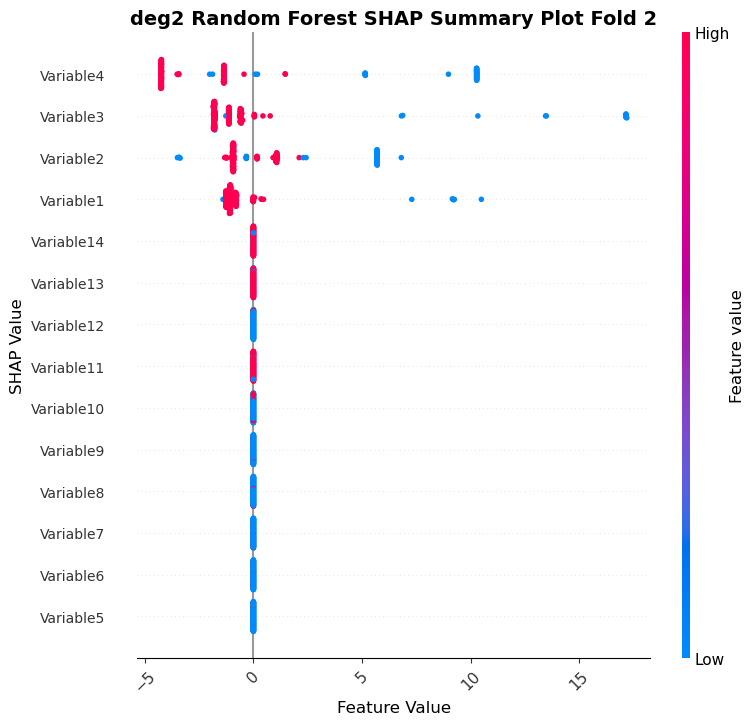 deg2 Random Forest SHAP Summary Plot Fold 2
High
Variable4
Variable3
Variable2
Variable1
Variable14
Variable13
Variable12
Variable11
Variable10
Variable9
Variable8
Variable7
Variable6
Variable5
SHAP Value
Feature value
Low
−5
0
5
10
15
Feature Value